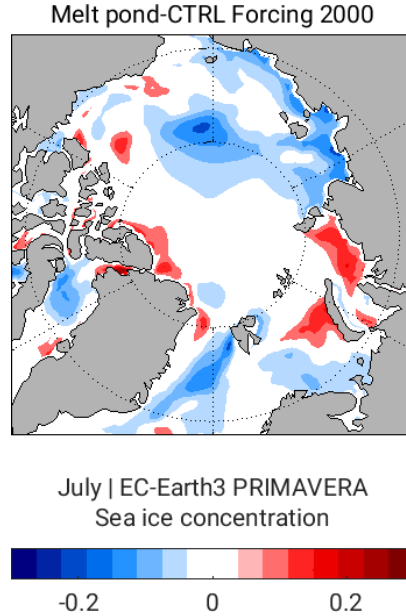 Melt pond-CTRL Forcing 2000
July | EC-Earth3 PRIMAVERA
Sea ice concentration
-0.2 0 0.2